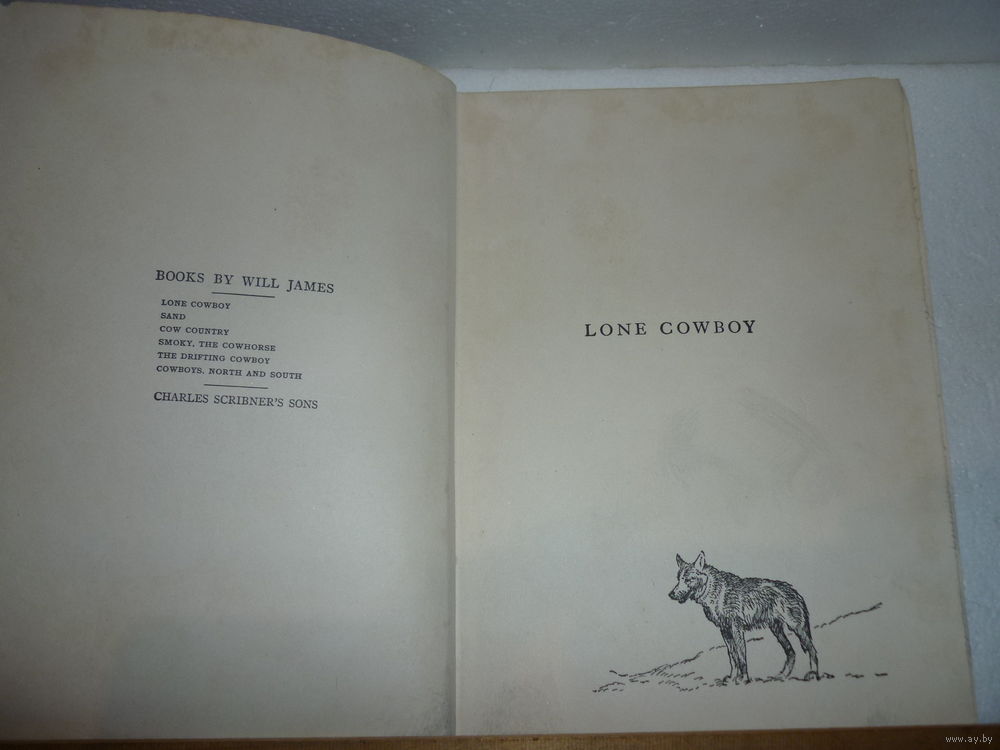 BOOKS BY WILL JAMES
LONE COWBOY
SAND
COW COUNTRY
SMOKY, THE COWHORSE
THE DRIFTING COWBOY
COWBOYS, NORTH AND SOUTH
CHARLES SCRIBNER'S SONS
LONE COWBOY
www.ay.by